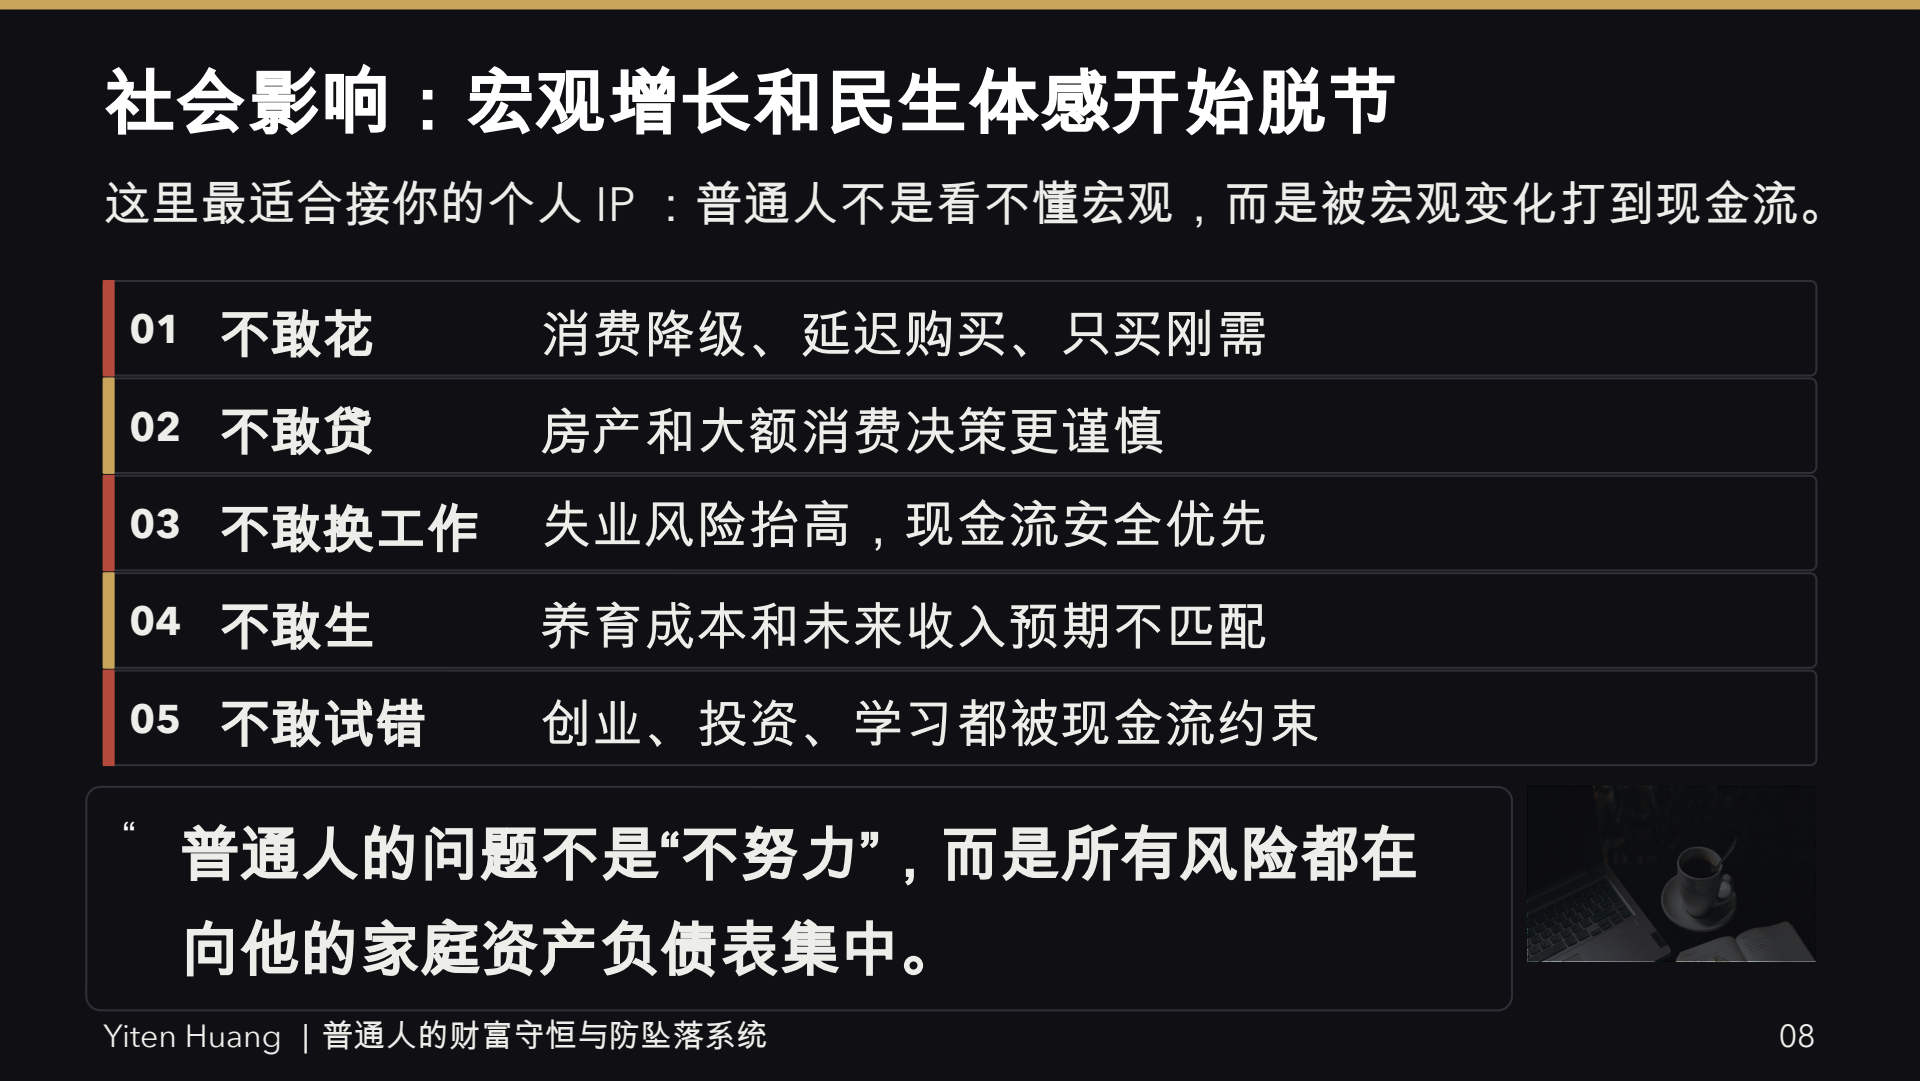 社会影响：宏观增长和民生体感开始脱节
这里最适合接你的个人 IP ：普通人不是看不懂宏观，而是被宏观变化打到现金流。
01 不敢花 消费降级、延迟购买、只买刚需
02 不敢贷 房产和大额消费决策更谨慎
03 不敢换工作 失业风险抬高，现金流安全优先
04 不敢生 养育成本和未来收入预期不匹配
05 不敢试错 创业、投资、学习都被现金流约束
“ 普通人的问题不是“不努力”，而是所有风险都在
向他的家庭资产负债表集中。
Yiten Huang ｜普通人的财富守恒与防坠落系统 08